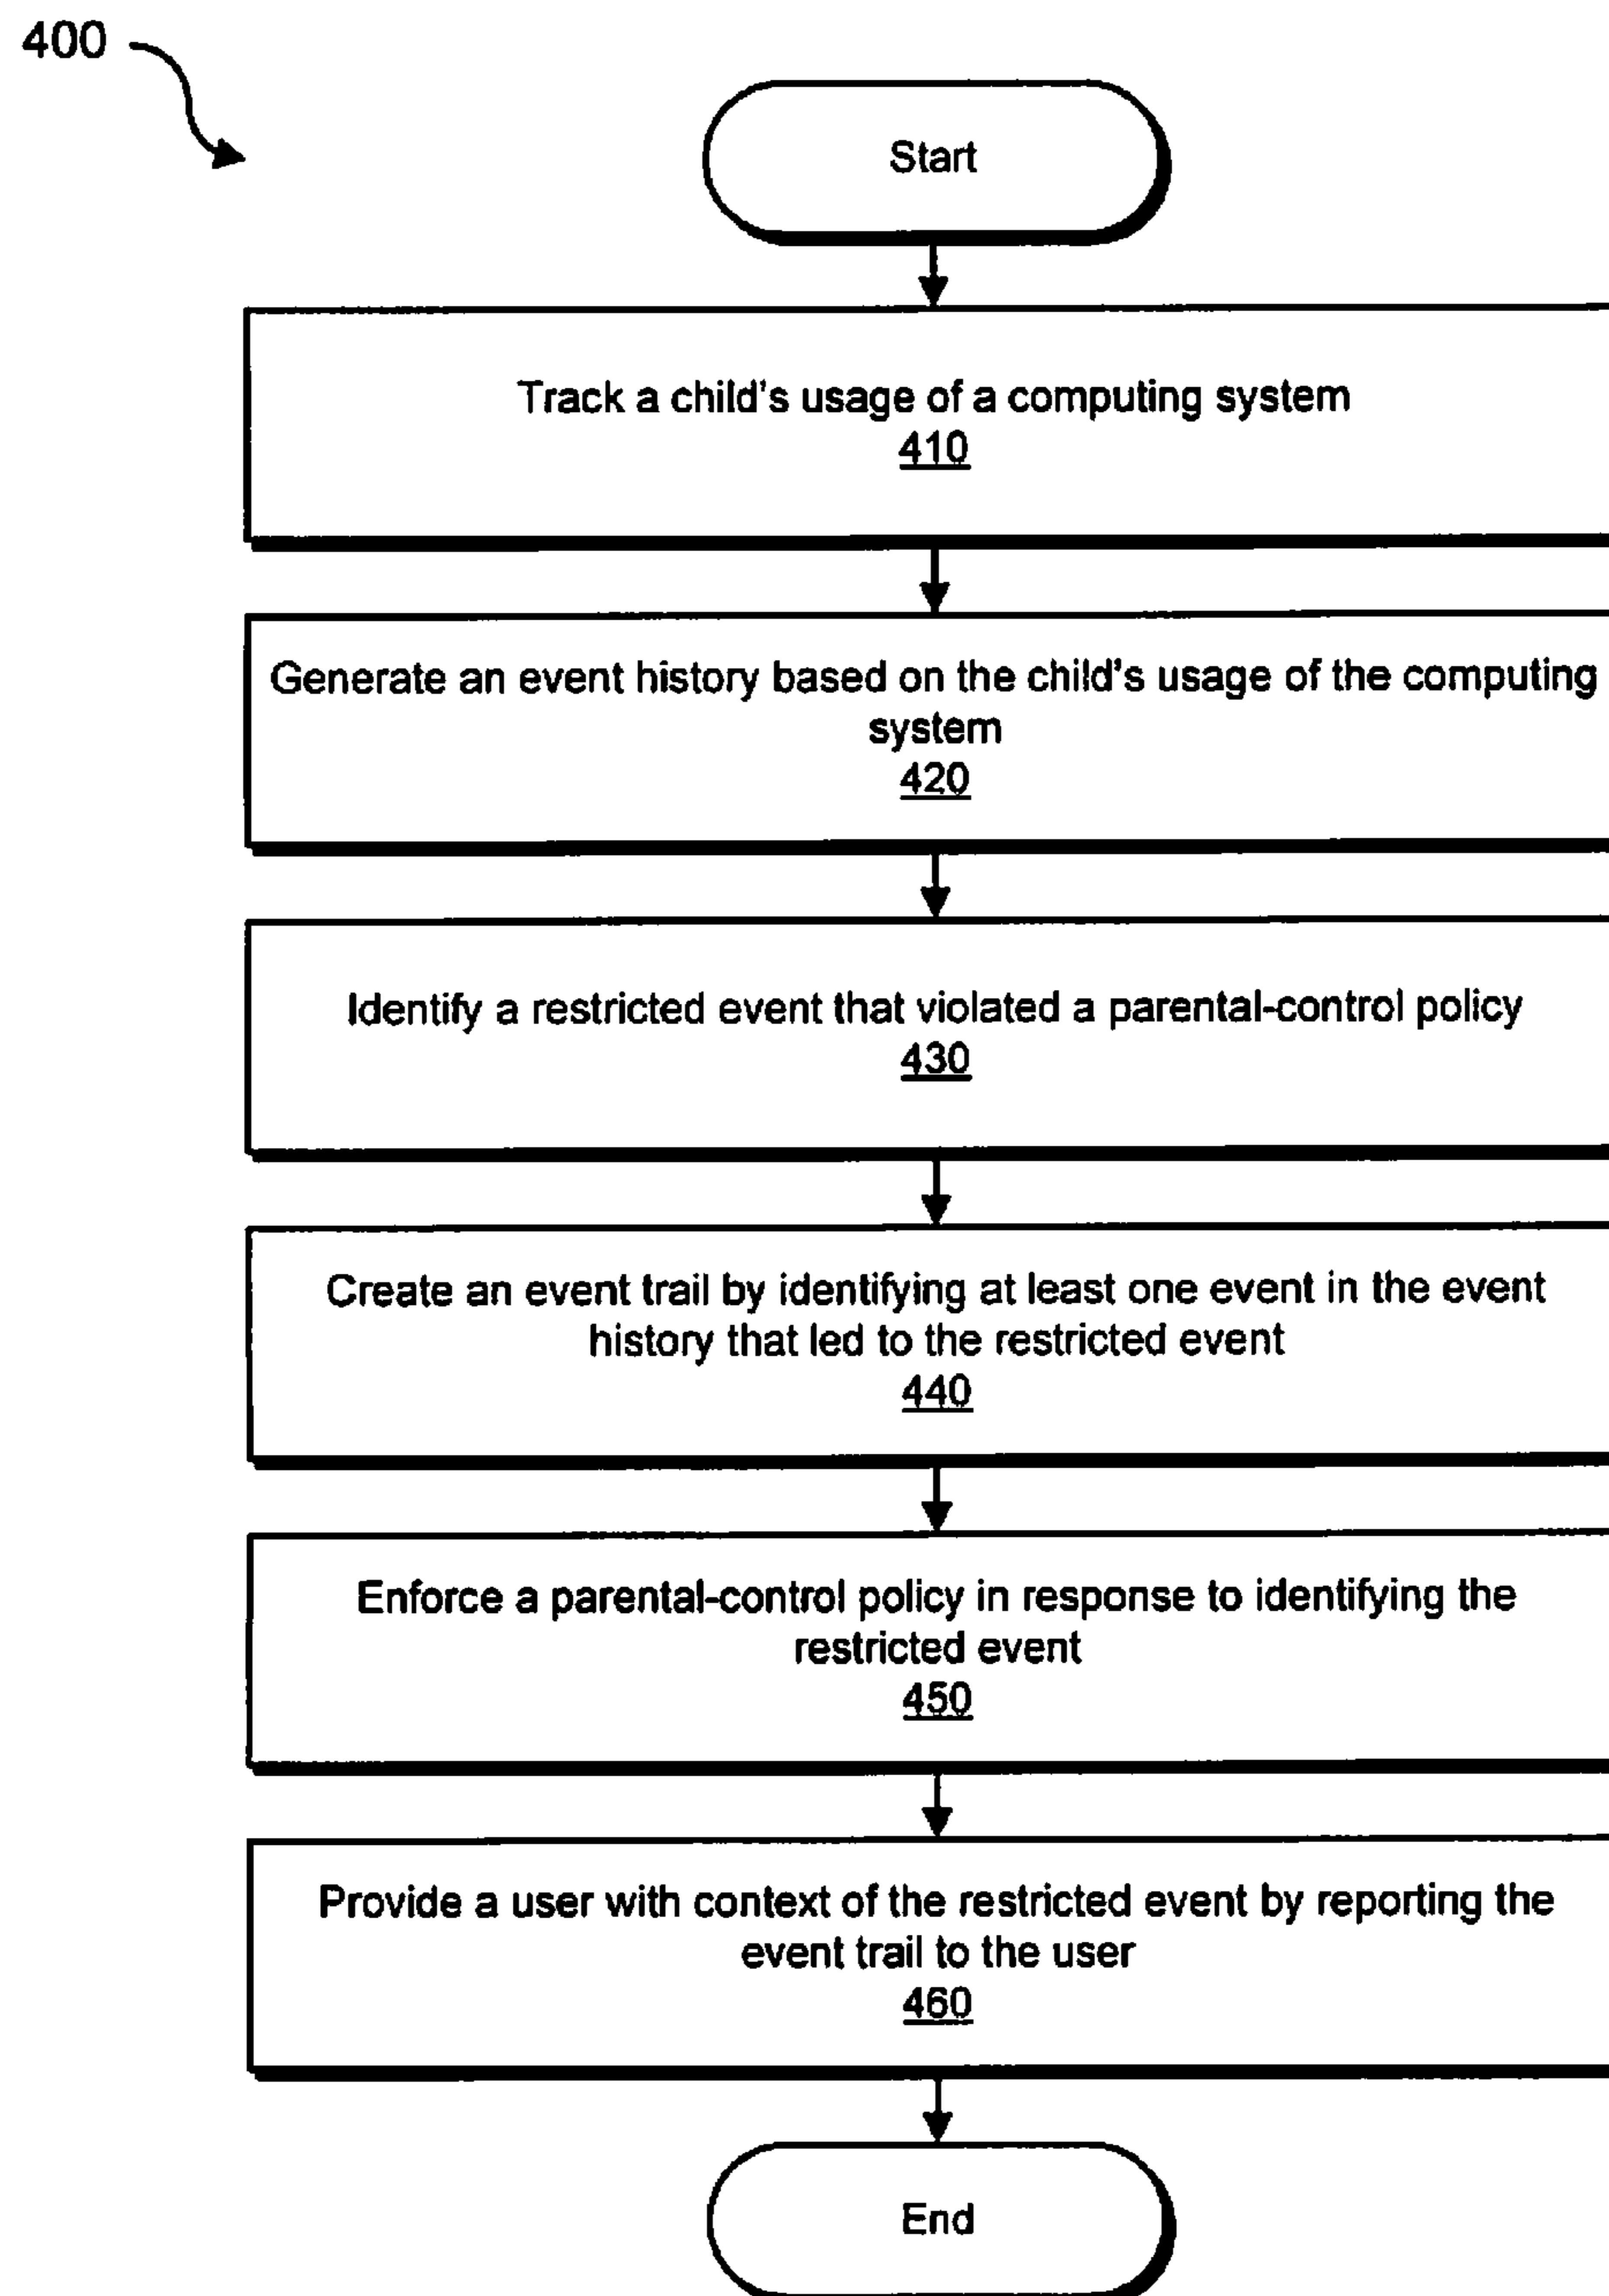 400
Start
Track a child's usage of a computing system
410
Generate an event history based on the child's usage of the computing
system
420
Identify a restricted event that violated a parental-control policy
430
Create an event trail by identifying at least one event in the event
history that led to the restricted event
440
Enforce a parental-control policy in response to identifying the
restricted event
450
Provide a user with context of the restricted event by reporting the
event trail to the user
460
End